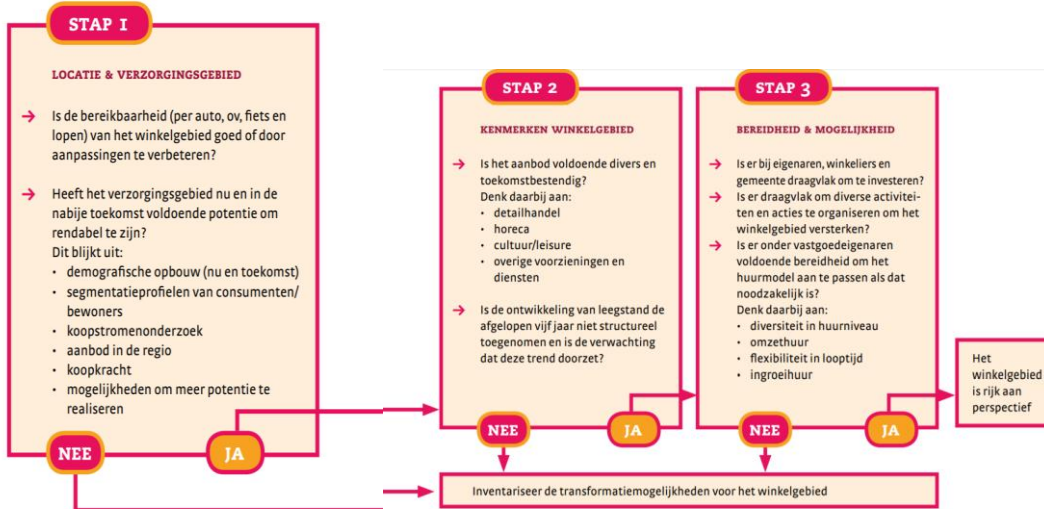 STAP 1
LOCATIE & VERZORGINGSGEBIED
→ Is de bereikbaarheid (per auto, ov, fiets en
lopen) van het winkelgebied goed of door
aanpassingen te verbeteren?
→ Heeft het verzorgingsgebied nu en in de
nabije toekomst voldoende potentie om
rendabel te zijn?
Dit blijkt uit:
• demografische opbouw (nu en toekomst)
• segmentatieprofielen van consumenten/
bewoners
• koopstromenonderzoek
• aanbod in de regio
• koopkracht
• mogelijkheden om meer potentie te
realiseren
NEE
JA
STAP 2
KENMERKEN WINKELGEBIED
→ Is het aanbod voldoende divers en
toekomstbestendig?
Denk daarbij aan:
• detailhandel
• horeca
• cultuur/leisure
• overige voorzieningen en
diensten
→ Is de ontwikkeling van leegstand de
afgelopen vijf jaar niet structureel
toegenomen en is de verwachting
dat deze trend doorzet?
NEE
JA
STAP 3
BEREIDHEID & MOGELIJKHEID
→ Is er bij eigenaren, winkeliers en
gemeente draagvlak om te investeren?
→ Is er draagvlak om diverse activitei-
ten en acties te organiseren om het
winkelgebied versterken?
→ Is er onder vastgoedeigenaren
voldoende bereidheid om het
huurmodel aan te passen als dat
noodzakelijk is?
Denk daarbij aan:
• diversiteit in huurniveau
• omzethuur
• flexibiliteit in looptijd
• ingroeihuur
NEE
JA
Het
winkelgebied
is rijk aan
perspectief
Inventariseer de transformatiemogelijkheden voor het winkelgebied